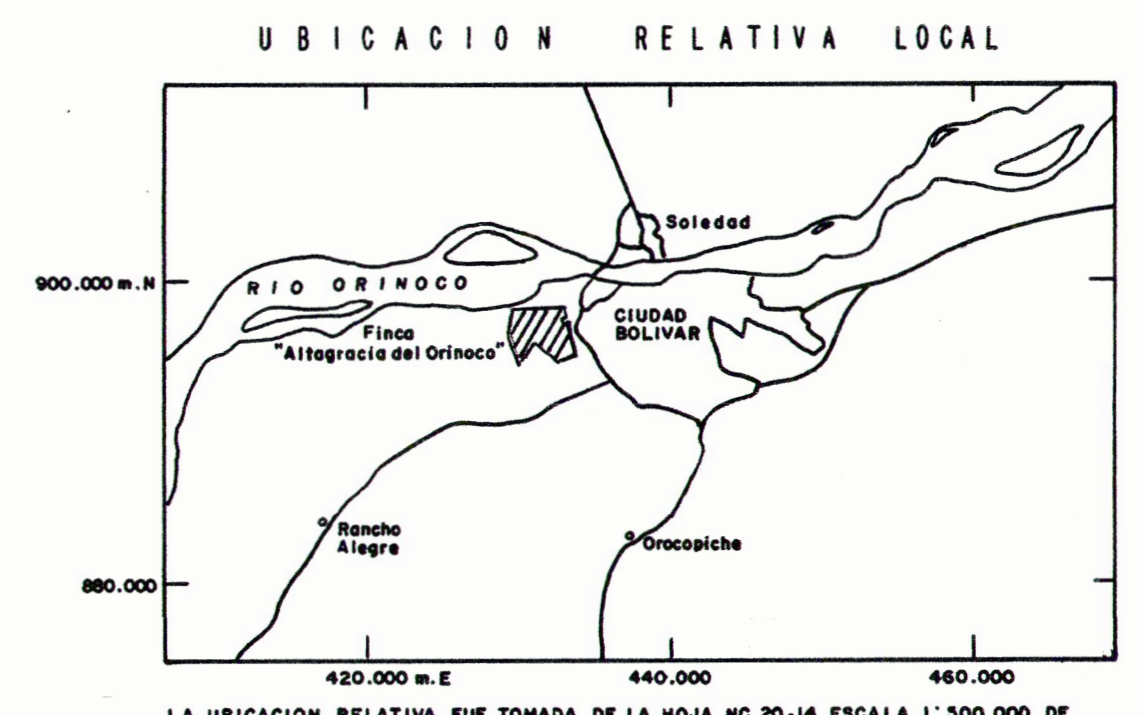 UBICACION RELATIVA LOCAL
Soledad
900.000 m.N
RIO ORINOCO
CIUDAD
BOLIVAR
Finca
"Altagracia del Orinoco"
Rancho
Alegre
Orocopiche
880.000
420.000 m.E
440.000
460.000
LA UBICACION RELATIVA FUE TOMADA DE LA HOJA NC 20-14 ESCALA 1:500.000 DE